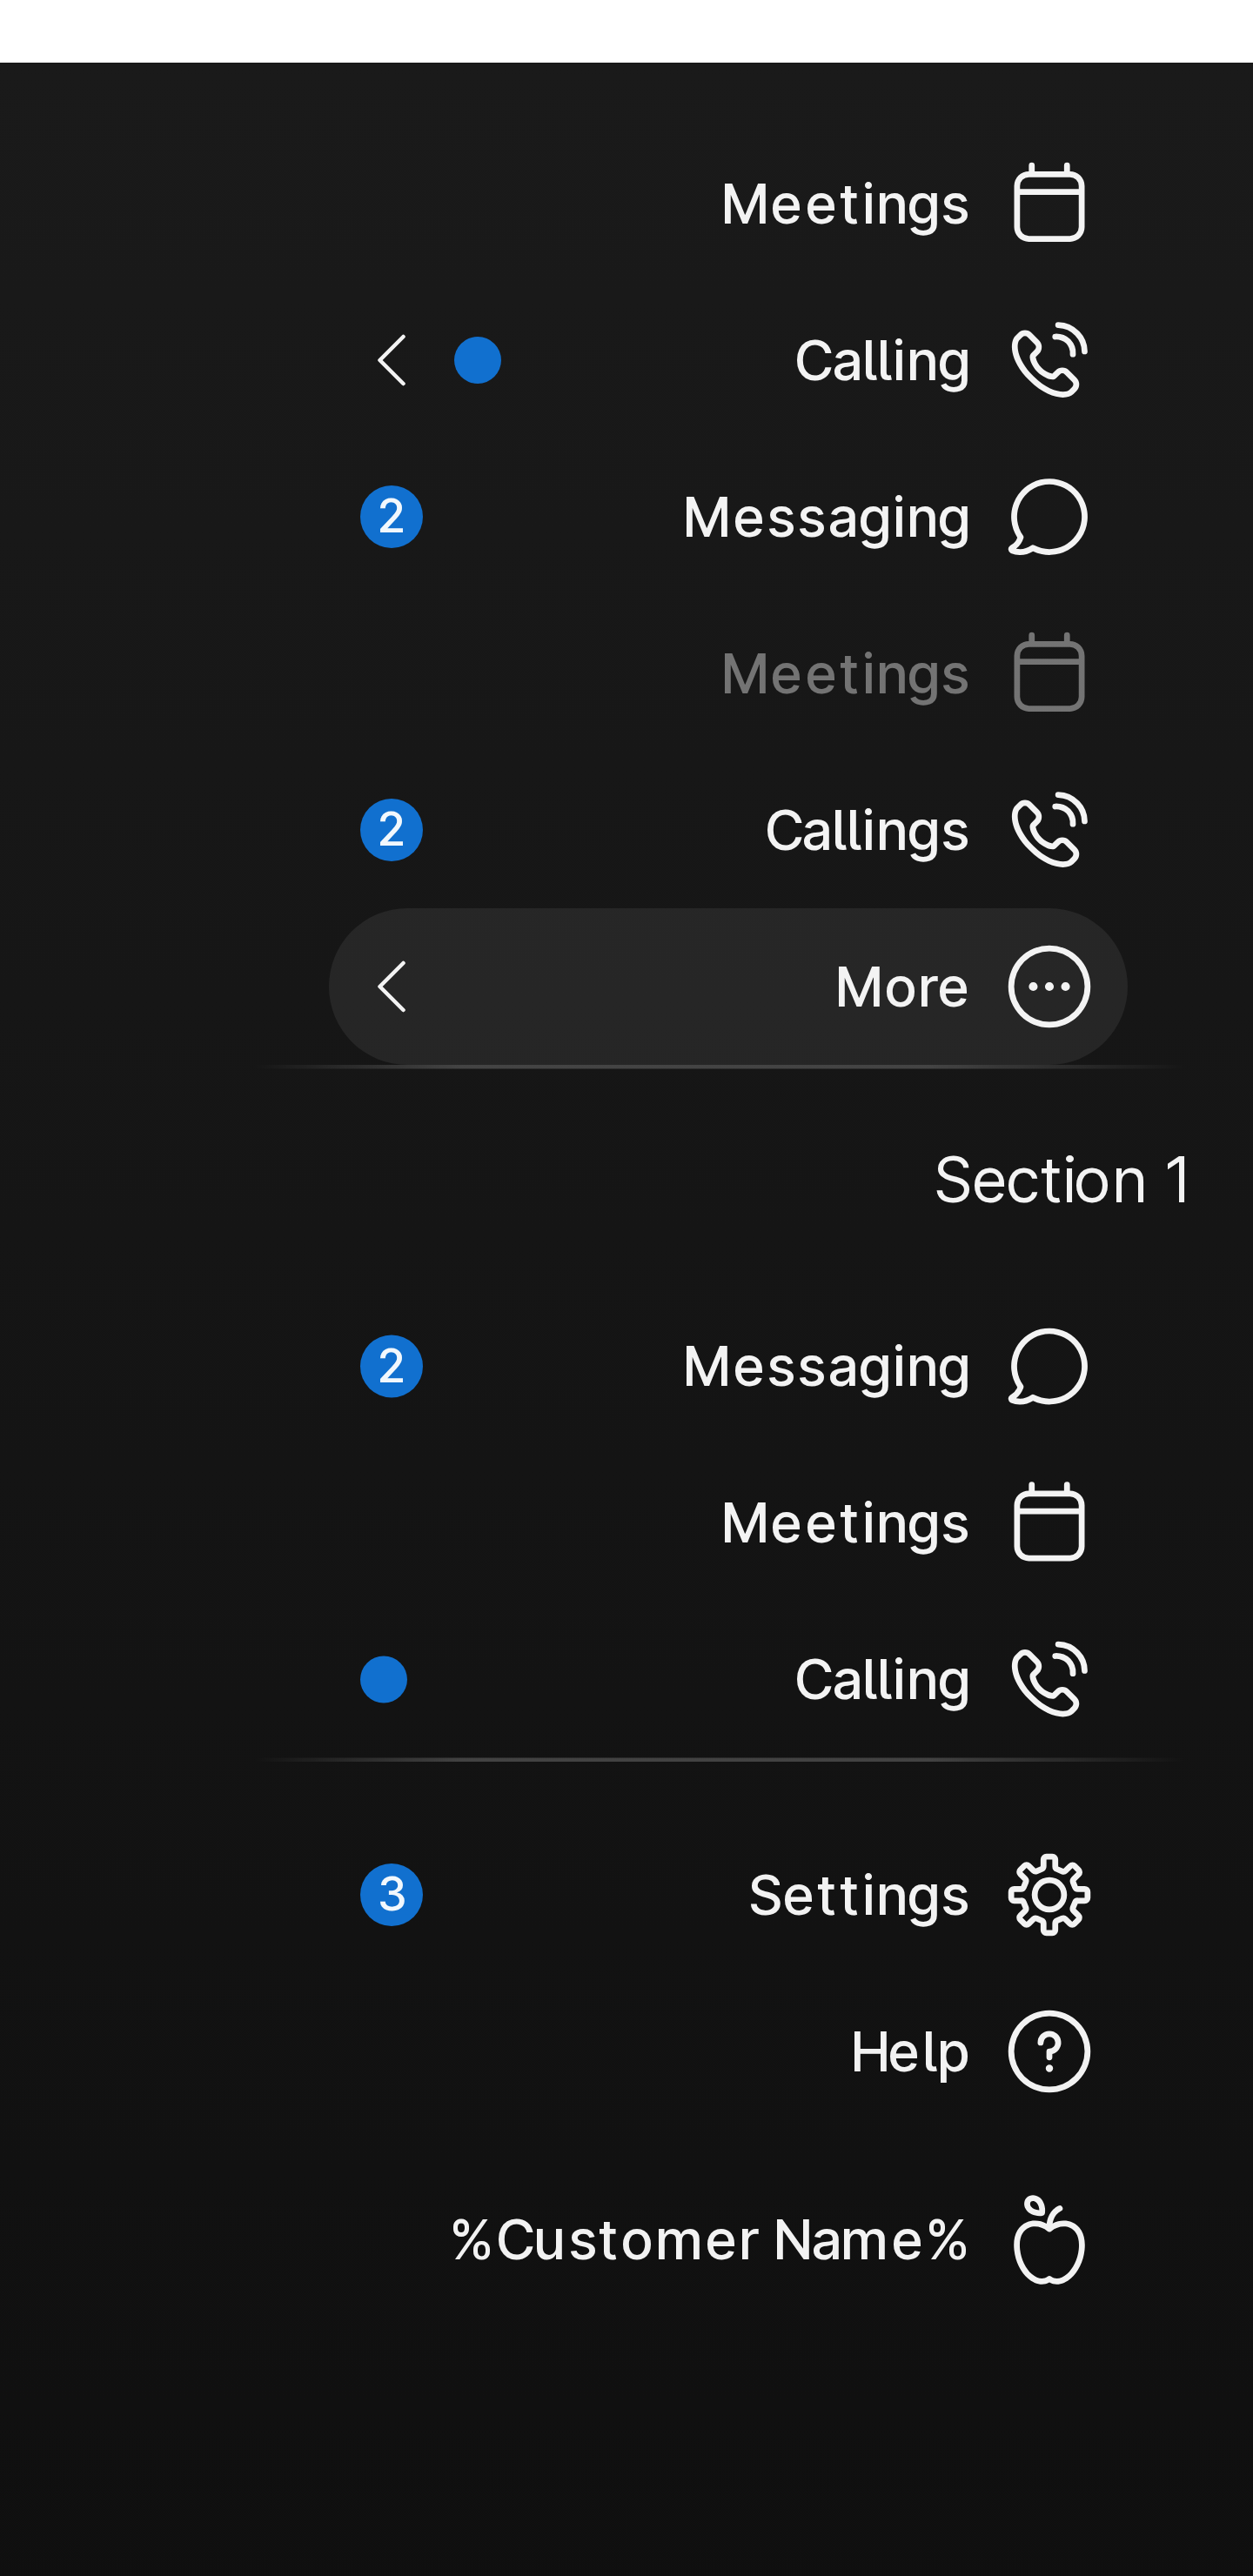 Meetings
Calling
Messaging 2
Meetings
Callings 2
More
Section 1
Messaging 2
Meetings
Calling
Settings 3
Help
%Customer Name%